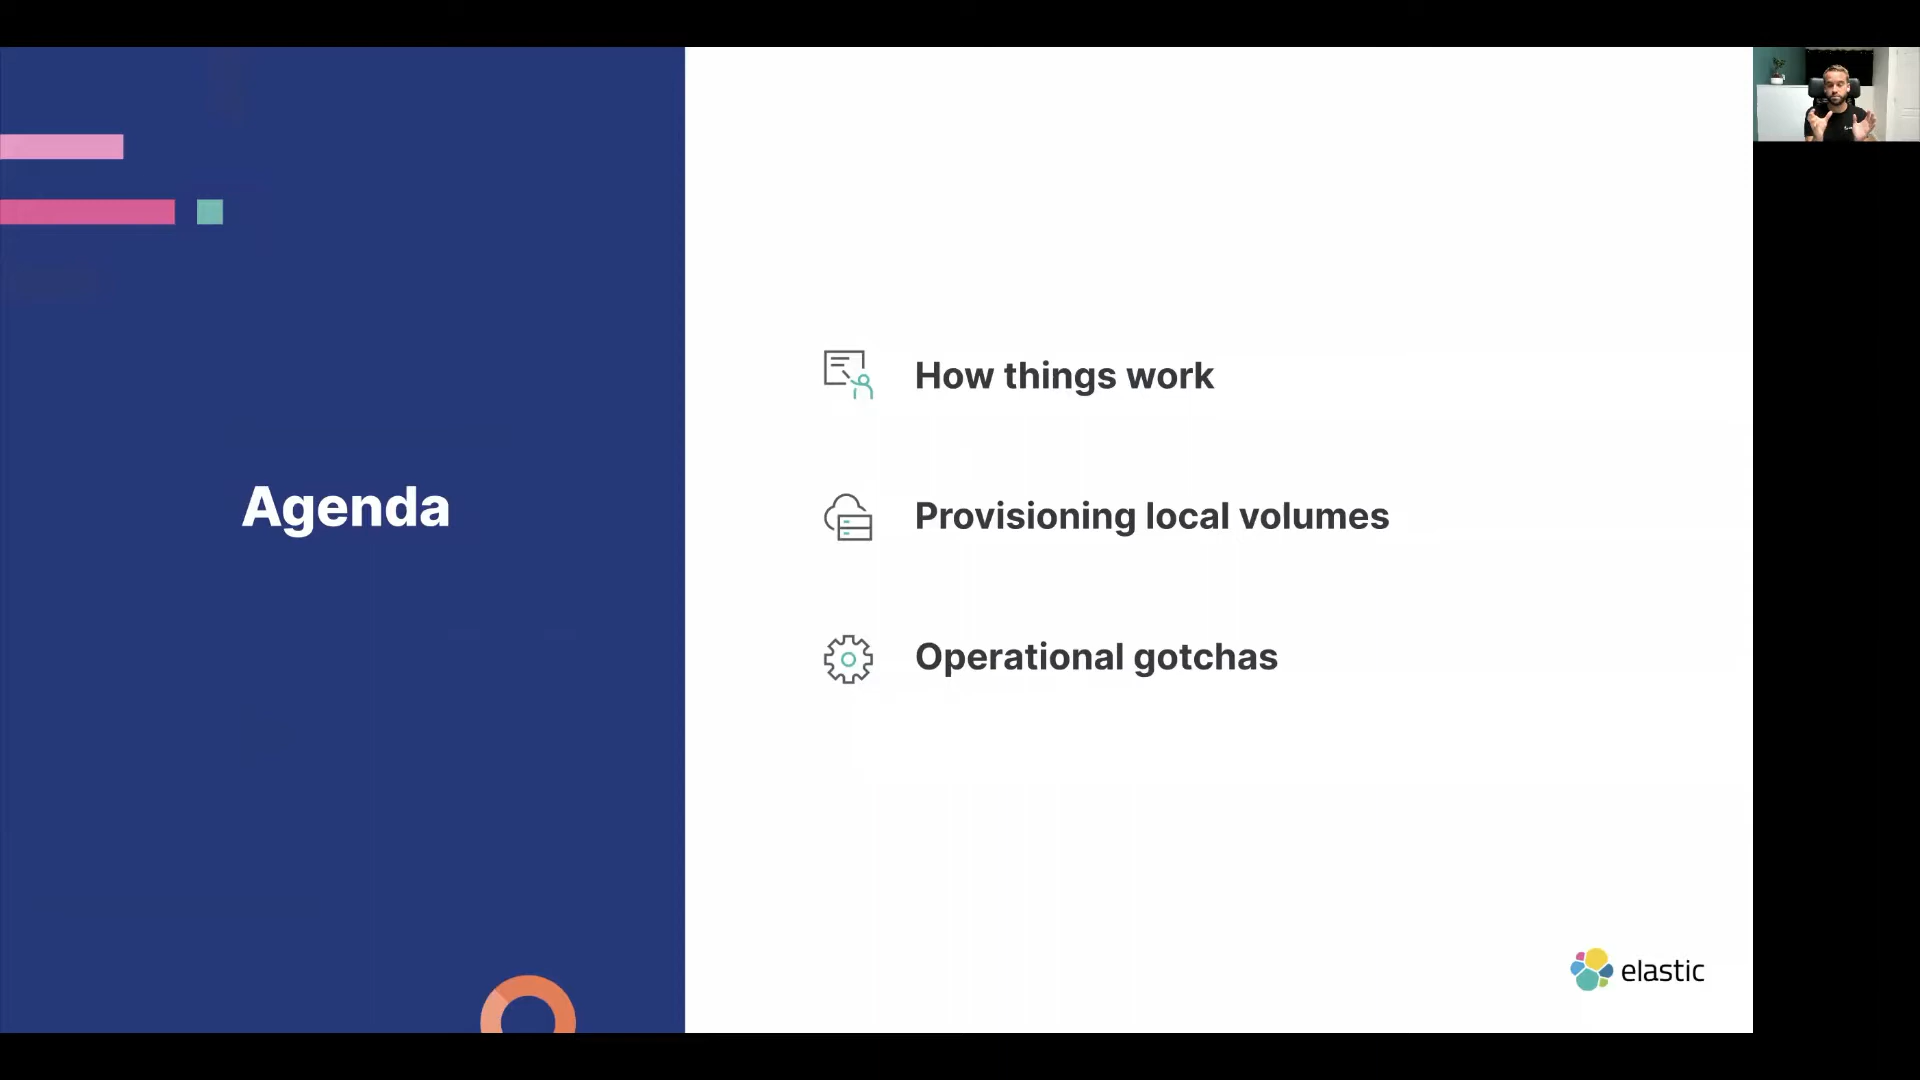 Agenda
How things work
Provisioning local volumes
Operational gotchas
elastic